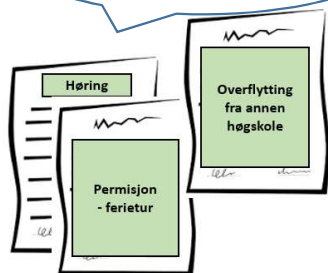 Høring
Overflytting
fra annen
høgskole
Permisjon
- ferietur